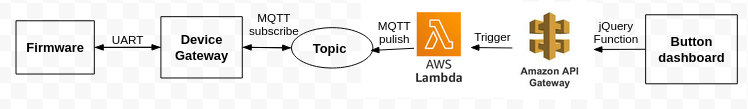 Firmware
UART
Device
Gateway
MQTT
subscribe
Topic
MQTT
pulish
AWS
Lambda
Trigger
Amazon API
Gateway
jQuery
Function
Button
dashboard